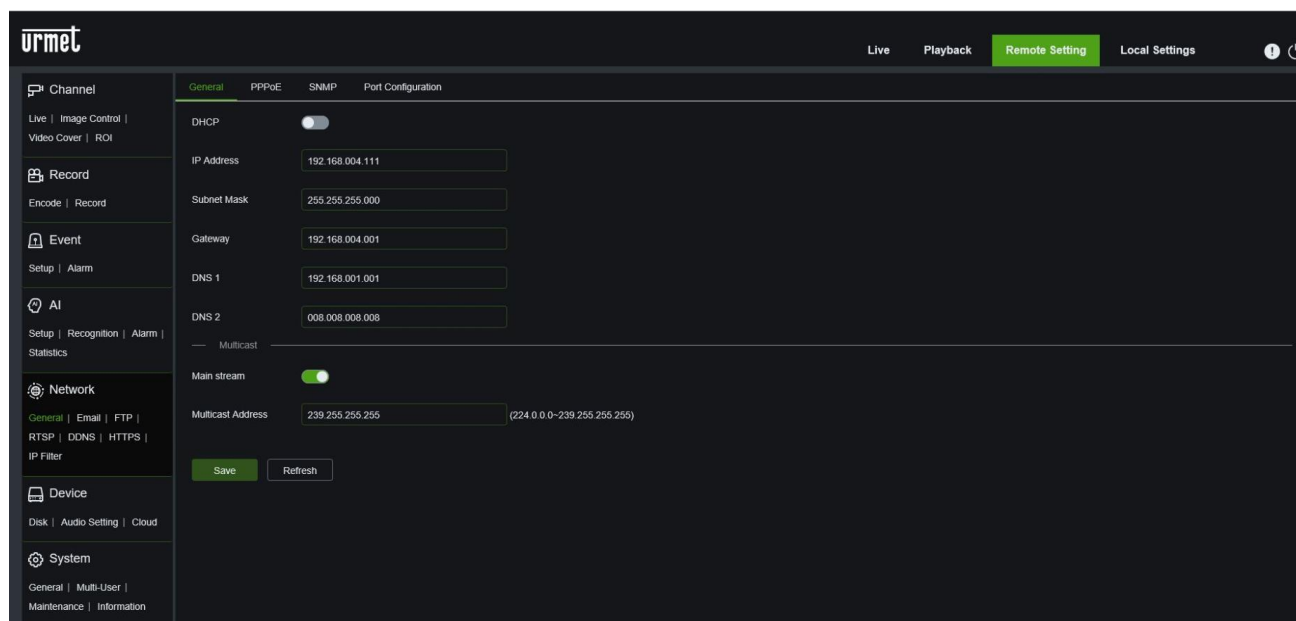 urmet
Live Playback Remote Setting Local Settings
Channel
Live | Image Control |
Video Cover | ROI
Record
Encode | Record
Event
Setup | Alarm
AI
Setup | Recognition | Alarm |
Statistics
Network
General | Email | FTP |
RTSP | DDNS | HTTPS |
IP Filter
Device
Disk | Audio Setting | Cloud
System
General | Multi-User |
Maintenance | Information
General PPPoE SNMP Port Configuration
DHCP
IP Address 192.168.004.111
Subnet Mask 255.255.255.000
Gateway 192.168.004.001
DNS 1 192.168.001.001
DNS 2 008.008.008.008
Multicast
Main stream
Multicast Address 239.255.255.255 (224.0.0.0~239.255.255.255)
Save Refresh